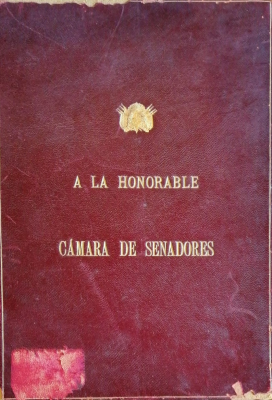 A LA HONORABLE
CÁMARA DE SENADORES